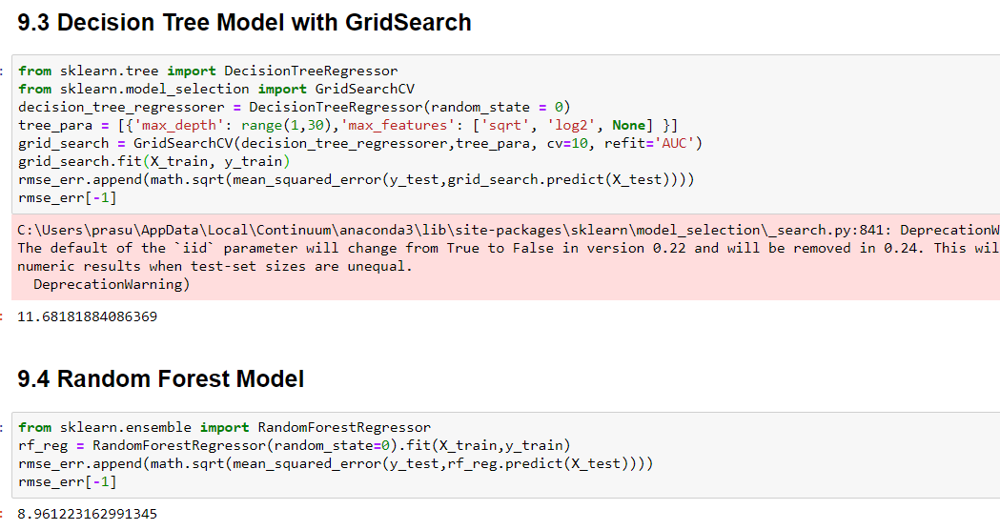 9.3 Decision Tree Model with GridSearch
from sklearn.tree import DecisionTreeRegressor
from sklearn.model_selection import GridSearchCV
decision_tree_regressorer = DecisionTreeRegressor(random_state = 0)
tree_para = [{'max_depth': range(1,30),'max_features': ['sqrt', 'log2', None] }]
grid_search = GridSearchCV(decision_tree_regressorer,tree_para, cv=10, refit='AUC')
grid_search.fit(X_train, y_train)
rmse_err.append(math.sqrt(mean_squared_error(y_test,grid_search.predict(X_test))))
rmse_err[-1]
C:\Users\prasu\AppData\Local\Continuum\anaconda3\lib\site-packages\sklearn\model_selection\_search.py:841: DeprecationW
The default of the `iid` parameter will change from True to False in version 0.22 and will be removed in 0.24. This wil
numeric results when test-set sizes are unequal.
  DeprecationWarning)
11.68181884086369
9.4 Random Forest Model
from sklearn.ensemble import RandomForestRegressor
rf_reg = RandomForestRegressor(random_state=0).fit(X_train,y_train)
rmse_err.append(math.sqrt(mean_squared_error(y_test,rf_reg.predict(X_test))))
rmse_err[-1]
8.961223162991345